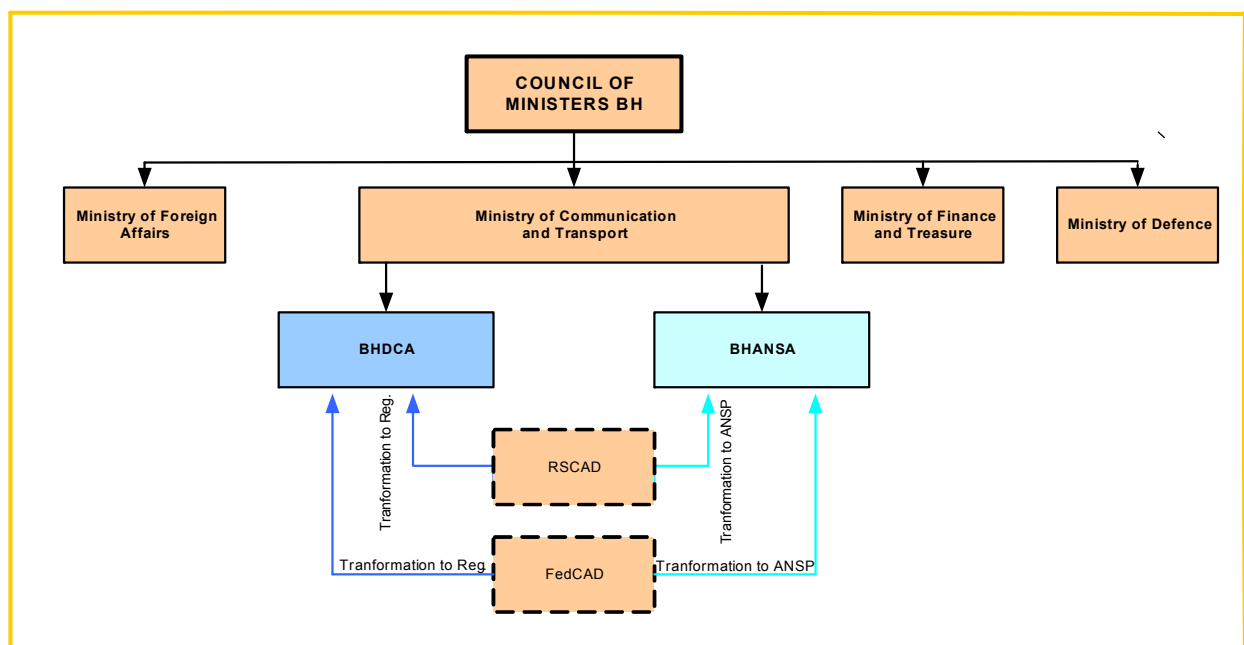 COUNCIL OF
MINISTERS BH
Ministry of Foreign
Affairs
Ministry of Communication
and Transport
Ministry of Finance
and Treasure
Ministry of Defence
BHDCA
BHANSA
Tranformation to Reg.
Tranformation to ANSP
RSCAD
Tranformation to Reg.
FedCAD
Tranformation to ANSP